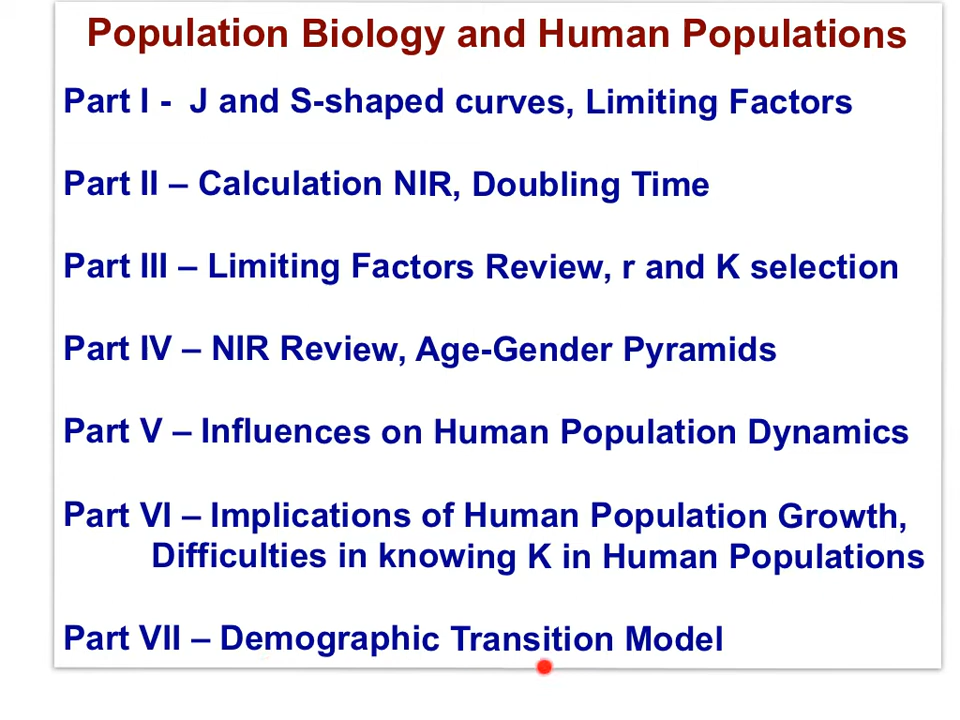 Population Biology and Human Populations
Part I - J and S-shaped curves, Limiting Factors
Part II – Calculation NIR, Doubling Time
Part III – Limiting Factors Review, r and K selection
Part IV – NIR Review, Age-Gender Pyramids
Part V – Influences on Human Population Dynamics
Part VI – Implications of Human Population Growth,
Difficulties in knowing K in Human Populations
Part VII – Demographic Transition Model